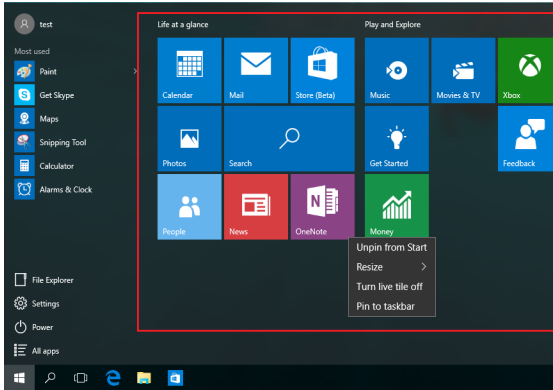 test
Most used
Paint
Get Skype
Maps
Snipping Tool
Calculator
Alarms & Clock
File Explorer
Settings
Power
All apps
Life at a glance
Calendar
Mail
Store (Beta)
Photos
Search
People
News
OneNote
Play and Explore
Music
Movies & TV
Xbox
Get Started
Feedback
Money
Unpin from Start
Resize
Turn live tile off
Pin to taskbar